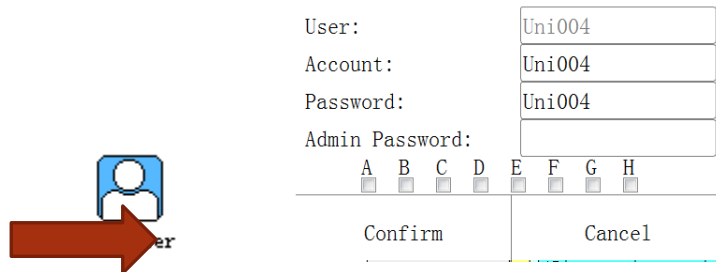 User: Uni004
Account: Uni004
Password: Uni004
Admin Password:
A B C D E F G H
Confirm Cancel